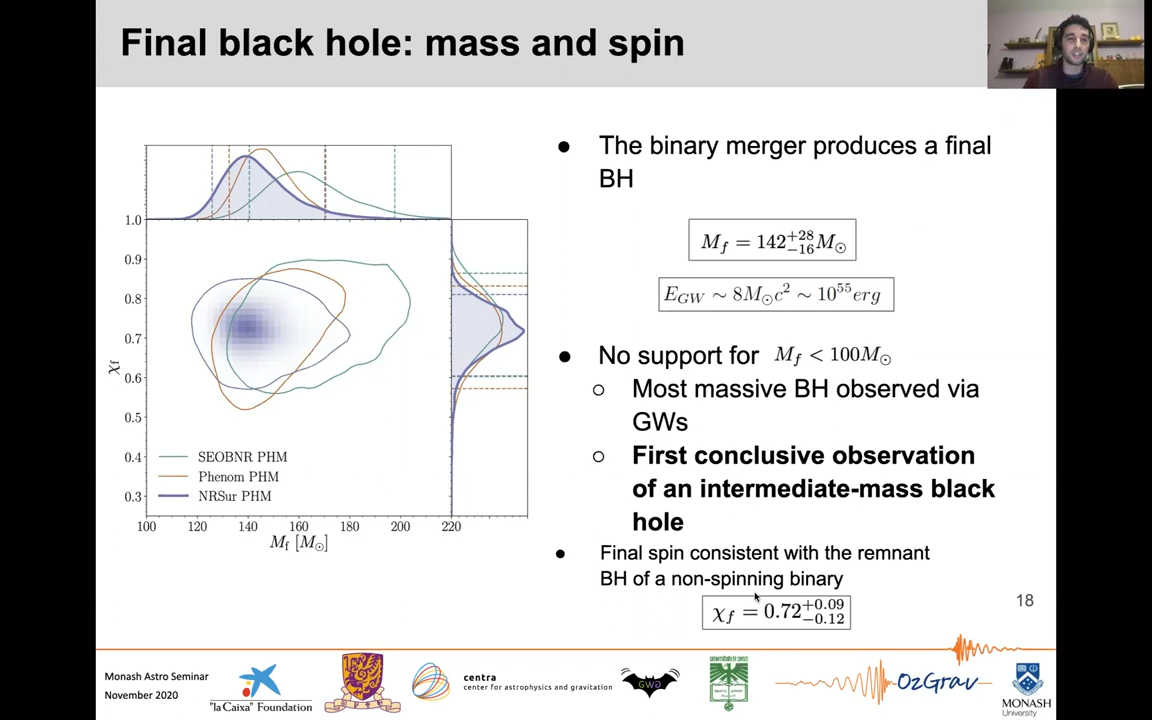 Final black hole: mass and spin
● The binary merger produces a final
BH
M_f = 142^{+28}_{-16} M_⊙
E_{GW} ∼ 8M_⊙c^2 ∼ 10^{55}erg
● No support for M_f < 100M_⊙
○ Most massive BH observed via
GWs
○ First conclusive observation
of an intermediate-mass black
hole
● Final spin consistent with the remnant
BH of a non-spinning binary
χ_f = 0.72^{+0.09}_{-0.12}
1.0
0.9
0.8
0.7
0.6
0.5
0.4
0.3
χ_f
SEOBNR PHM
Phenom PHM
NRSur PHM
100 120 140 160 180 200 220
M_f [M_⊙]
18
Monash Astro Seminar
November 2020
"la Caixa" Foundation
centra
center for astrophysics and gravitation
GWG
OzGrav
MONASH
University